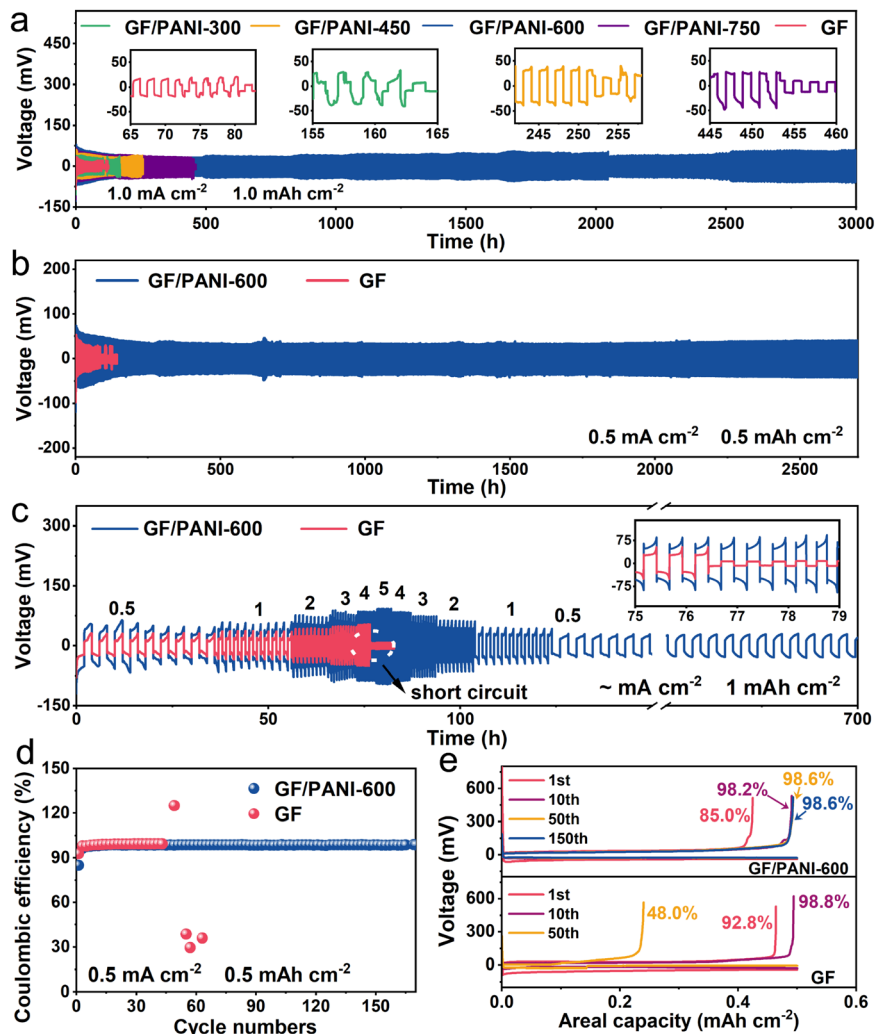 a
GF/PANI-300 GF/PANI-450 GF/PANI-600 GF/PANI-750 GF
Voltage (mV)
450
300
150
0
-150
50
0
-50
65 70 75 80
50
0
-50
155 160 165
50
0
-50
245 250 255
50
0
-50
445 450 455 460
1.0 mA cm-2 1.0 mAh cm-2
0 500 1000 1500 2000 2500 3000
Time (h)
b
GF/PANI-600 GF
Voltage (mV)
200
100
0
-100
-200
0.5 mA cm-2 0.5 mAh cm-2
0 500 1000 1500 2000 2500
Time (h)
c
GF/PANI-600 GF
Voltage (mV)
300
150
0
-150
75
0
-75
75 76 77 78 79
0.5 1 2 3 4 5 4 3 2 1 0.5
short circuit
~ mA cm-2 1 mAh cm-2
0 50 100 700
Time (h)
d
GF/PANI-600
GF
Coulombic efficiency (%)
150
120
90
60
30
0
0.5 mA cm-2 0.5 mAh cm-2
0 30 60 90 120 150
Cycle numbers
e
Voltage (mV)
600
300
0
1st
10th
50th
150th
85.0%
98.2%
98.6%
98.6%
GF/PANI-600
600
300
0
1st
10th
50th
48.0%
92.8%
98.8%
GF
0.0 0.2 0.4 0.6
Areal capacity (mAh cm-2)